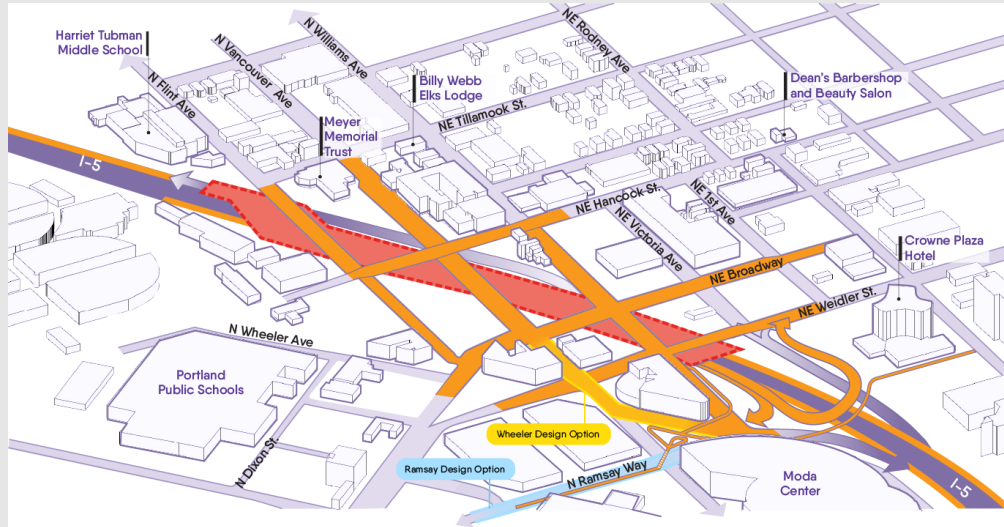 Harriet Tubman
Middle School
N Flint Ave
N Vancouver Ave
N Williams Ave
Billy Webb
Elks Lodge
NE Rodney Ave
Dean's Barbershop
and Beauty Salon
NE Tillamook St.
Meyer
Memorial
Trust
I-5
NE Hancock St.
NE 1st Ave
NE Victoria Ave
Crowne Plaza
Hotel
NE Broadway
NE Weidler St.
N Wheeler Ave
Portland
Public Schools
Wheeler Design Option
N Dixon St.
Ramsay Design Option
N Ramsay Way
Moda
Center
I-5